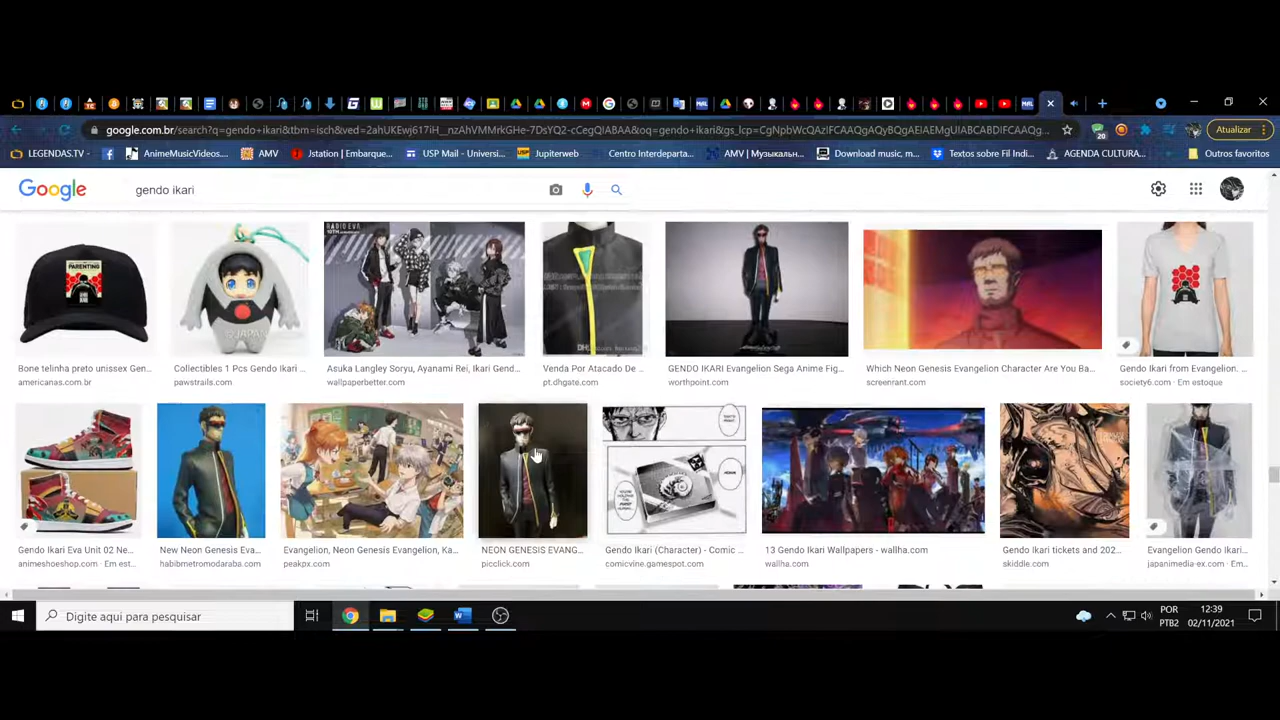 google.com.br/search?q=gendo+ikari&tbm=isch&ved=2ahUKEwj617iH__nzAhVMMrkGHe-7DsYQ2-cCegQIABAA&oq=gendo+ikari&gs_lcp=CgNpbWcQAzIFCAAQgAQyBQgAEIAEMgUIABCABDIFCAAQg...
20
Atualizar
LEGENDAS.TV -
AnimeMusicVideos....
AMV
Jstation | Embarque...
USP Mail - Universi...
Jupiterweb
Centro Interdeparta...
AMV | Музыкальн...
Download music, m...
Textos sobre Fil Indi...
AGENDA CULTURA...
Outros favoritos
Google
gendo ikari
PARENTING
RADIO EVA
JAPAN
Bone telinha preto unissex Gen...
americanas.com.br
Collectibles 1 Pcs Gendo Ikari ...
pawstrails.com
Asuka Langley Soryu, Ayanami Rei, Ikari Gend...
wallpaperbetter.com
Venda Por Atacado De ...
pt.dhgate.com
GENDO IKARI Evangelion Sega Anime Fig...
worthpoint.com
Which Neon Genesis Evangelion Character Are You Ba...
screenrant.com
Gendo Ikari from Evangelion. ...
society6.com · Em estoque
Gendo Ikari Eva Unit 02 Ne...
animeshoeshop.com · Em est...
New Neon Genesis Eva...
habibmetromodaraba.com
Evangelion, Neon Genesis Evangelion, Ka...
peakpx.com
NEON GENESIS EVANG...
picclick.com
Gendo Ikari (Character) - Comic ...
comicvine.gamespot.com
13 Gendo Ikari Wallpapers - wallha.com
wallha.com
Gendo Ikari tickets and 202...
skiddle.com
Evangelion Gendo Ikari...
japanimedia-ex.com · Em...
Digite aqui para pesquisar
POR
PTB2
12:39
02/11/2021